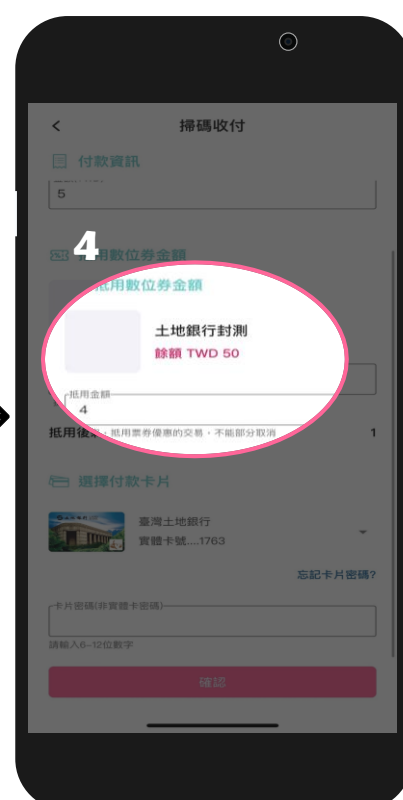 掃碼收付
付款資訊
5
4
抵用數位券金額
土地銀行封測
餘額 TWD 50
抵用金額
4
抵用後
抵用票券優惠的交易，不能部分取消
1
選擇付款卡片
臺灣土地銀行
實體卡號....1763
忘記卡片密碼?
卡片密碼(非實體卡密碼)
請輸入6-12位數字
確認